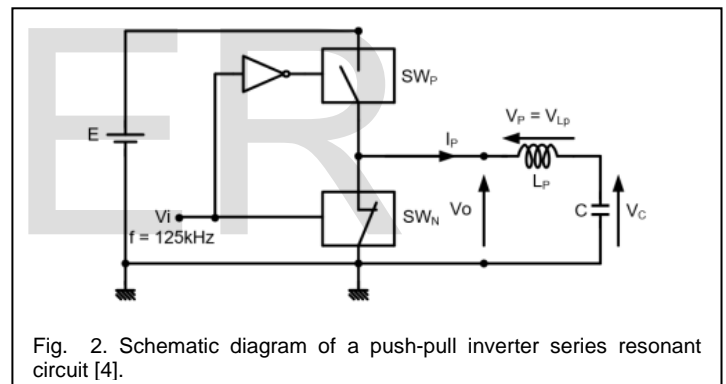 ER
SWP
E
VP = VLp
IP
LP
Vi
f = 125kHz
SWN
Vo
C
VC
Fig. 2. Schematic diagram of a push-pull inverter series resonant
circuit [4].